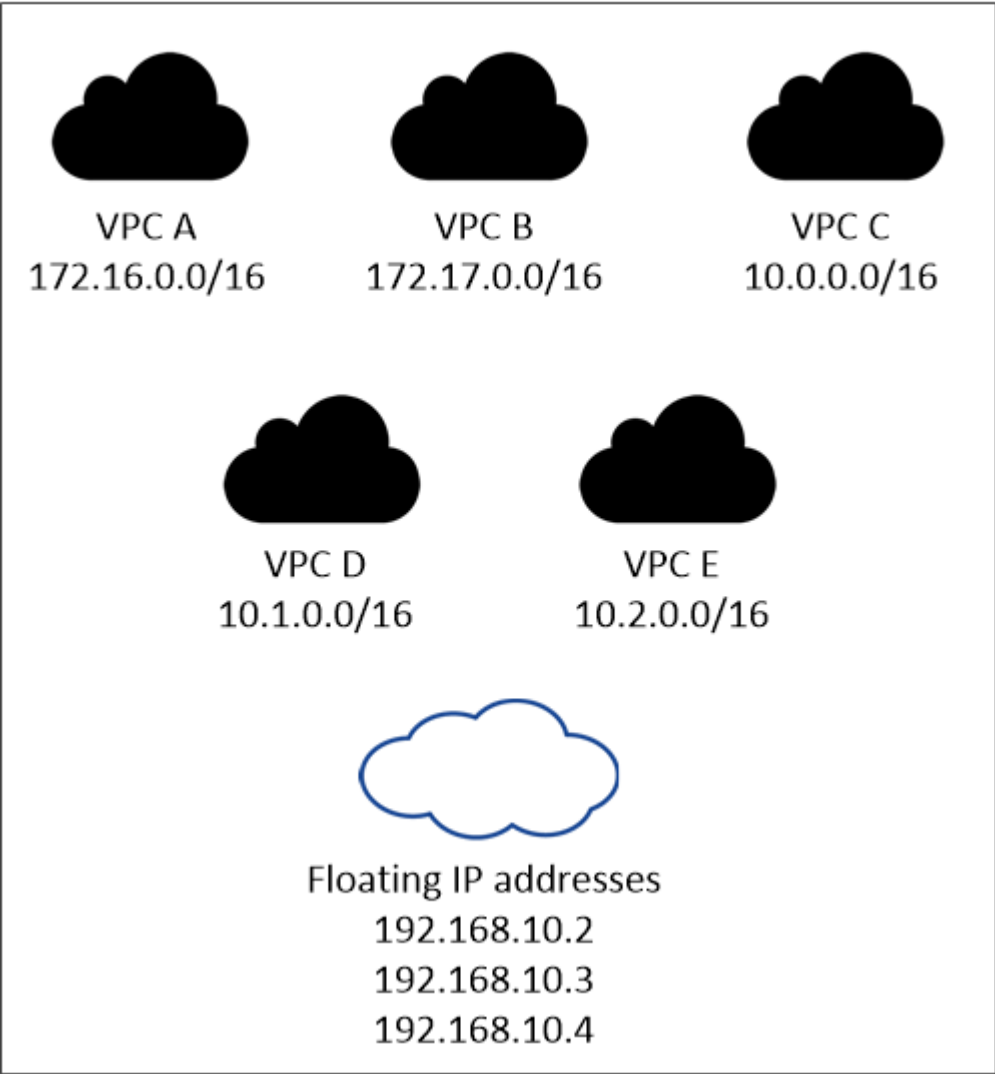 VPC A
172.16.0.0/16
VPC B
172.17.0.0/16
VPC C
10.0.0.0/16
VPC D
10.1.0.0/16
VPC E
10.2.0.0/16
Floating IP addresses
192.168.10.2
192.168.10.3
192.168.10.4